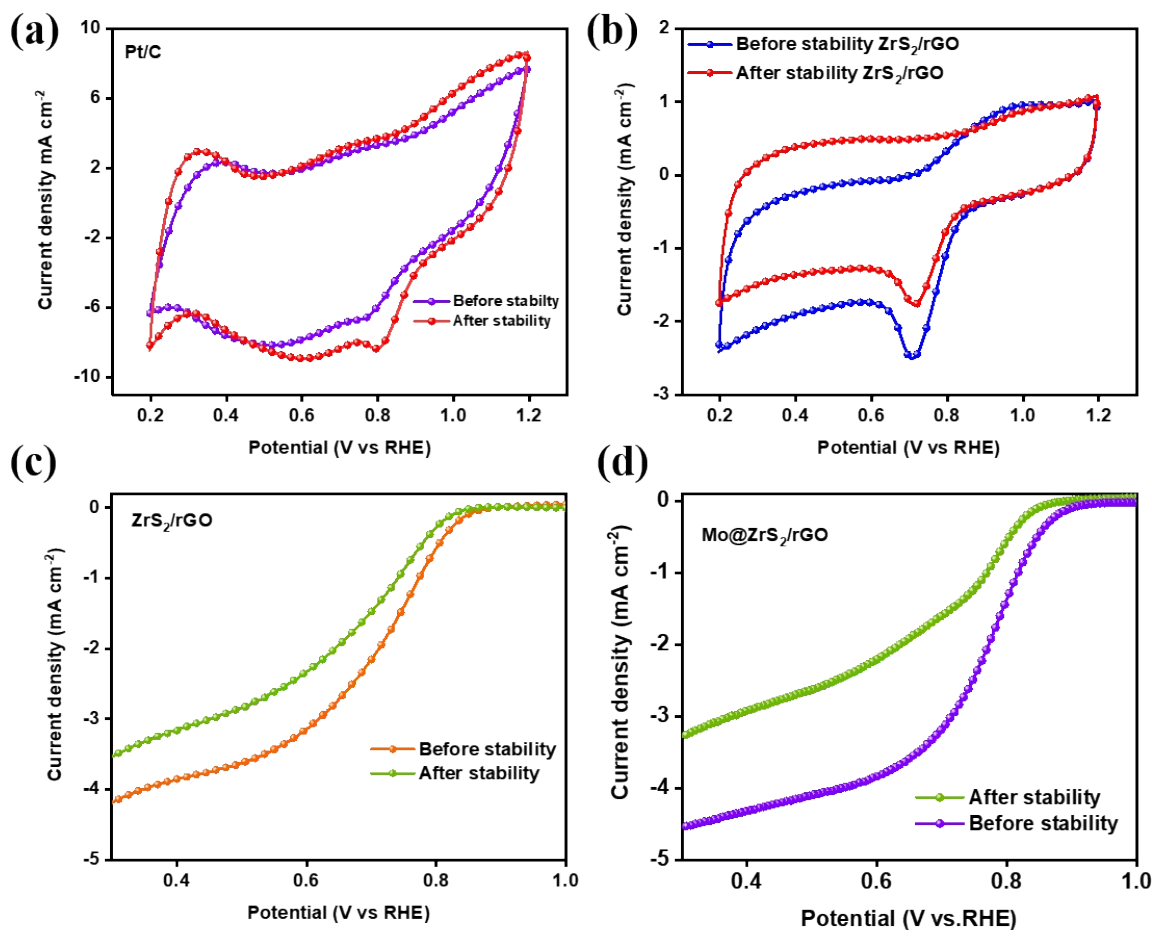 (a)
Pt/C
10
6
2
-2
-6
-10
Current density mA cm⁻²
Before stabilty
After stability
0.2 0.4 0.6 0.8 1.0 1.2
Potential (V vs RHE)
(b)
Before stability ZrS₂/rGO
After stability ZrS₂/rGO
2
1
0
-1
-2
-3
Current density (mA cm⁻²)
0.2 0.4 0.6 0.8 1.0 1.2
Potential (V vs RHE)
(c)
ZrS₂/rGO
0
-1
-2
-3
-4
-5
Current density (mA cm⁻²)
Before stability
After stability
0.4 0.6 0.8 1.0
Potential (V vs RHE)
(d)
Mo@ZrS₂/rGO
0
-1
-2
-3
-4
-5
Current density (mA cm⁻²)
After stability
Before stability
0.4 0.6 0.8 1.0
Potential (V vs.RHE)